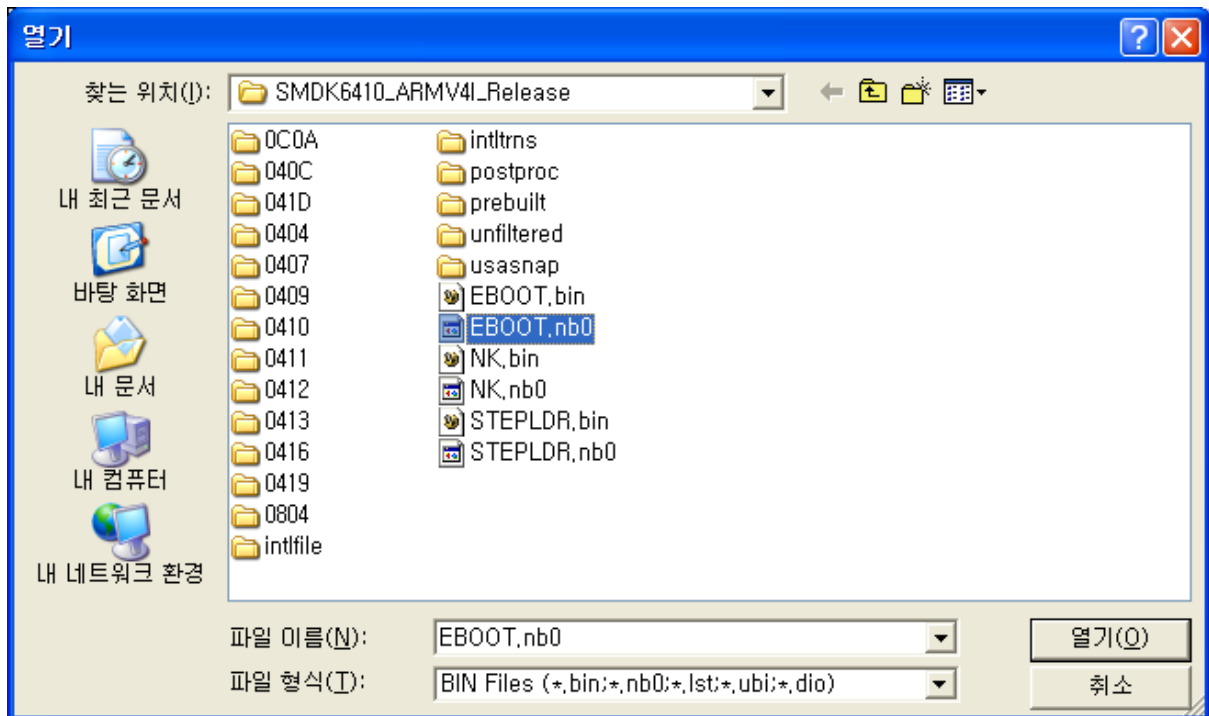 열기
찾는 위치(I):
SMDK6410_ARMV4I_Release
내 최근 문서
바탕 화면
내 문서
내 컴퓨터
내 네트워크 환경
0C0A
040C
041D
0404
0407
0409
0410
0411
0412
0413
0416
0419
0804
intlfile
intltrns
postproc
prebuilt
unfiltered
usasnap
EBOOT.bin
EBOOT.nb0
NK.bin
NK.nb0
STEPLDR.bin
STEPLDR.nb0
파일 이름(N):
EBOOT.nb0
열기(O)
파일 형식(T):
BIN Files (*.bin;*.nb0;*.lst;*.ubi;*.dio)
취소